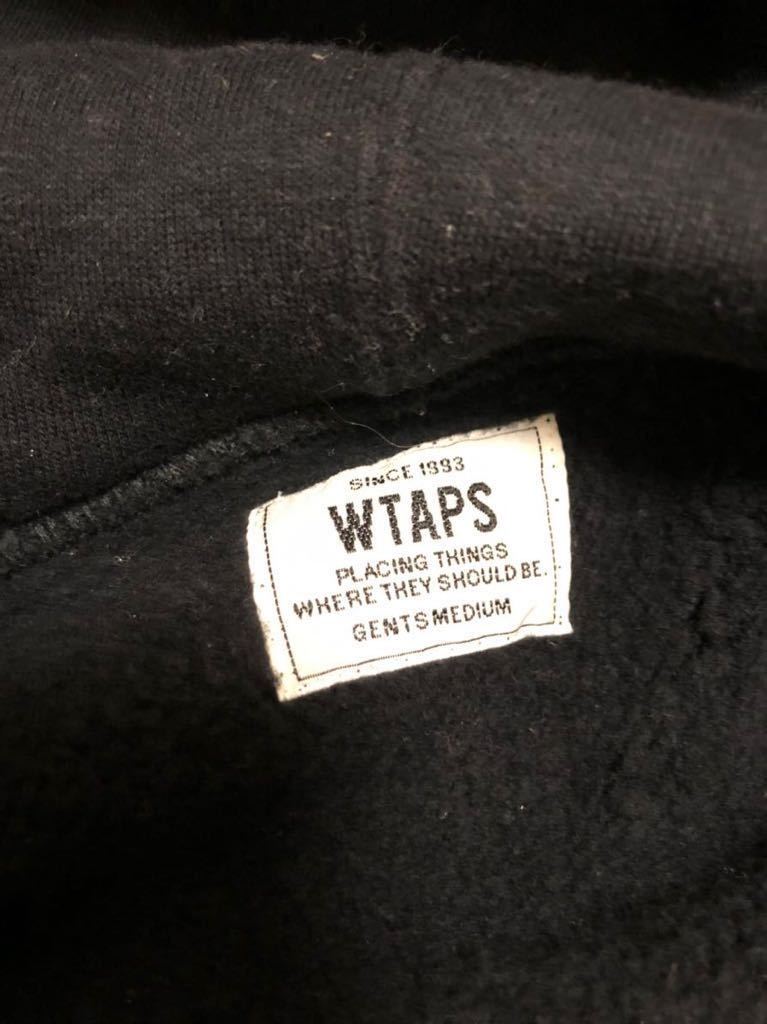 SINCE 1993
WTAPS
PLACING THINGS
WHERE THEY SHOULD BE.
GENTS MEDIUM